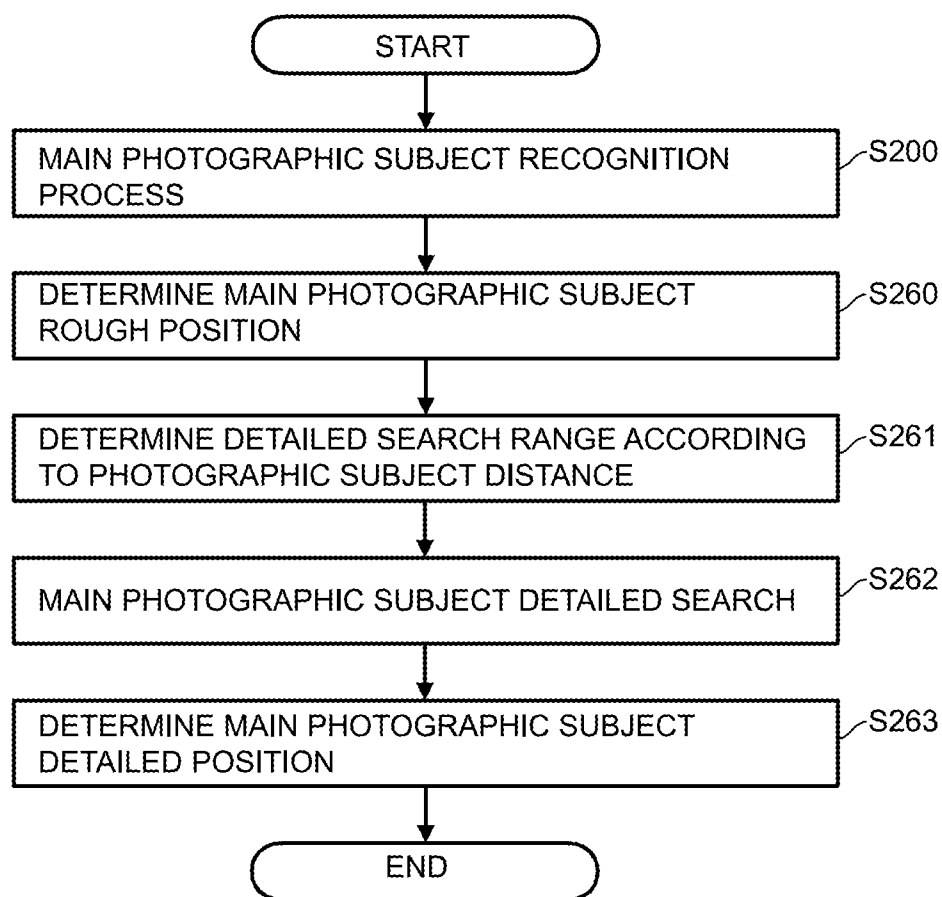 START
MAIN PHOTOGRAPHIC SUBJECT RECOGNITION
PROCESS
S200
DETERMINE MAIN PHOTOGRAPHIC SUBJECT
ROUGH POSITION
S260
DETERMINE DETAILED SEARCH RANGE ACCORDING
TO PHOTOGRAPHIC SUBJECT DISTANCE
S261
MAIN PHOTOGRAPHIC SUBJECT DETAILED SEARCH
S262
DETERMINE MAIN PHOTOGRAPHIC SUBJECT
DETAILED POSITION
S263
END